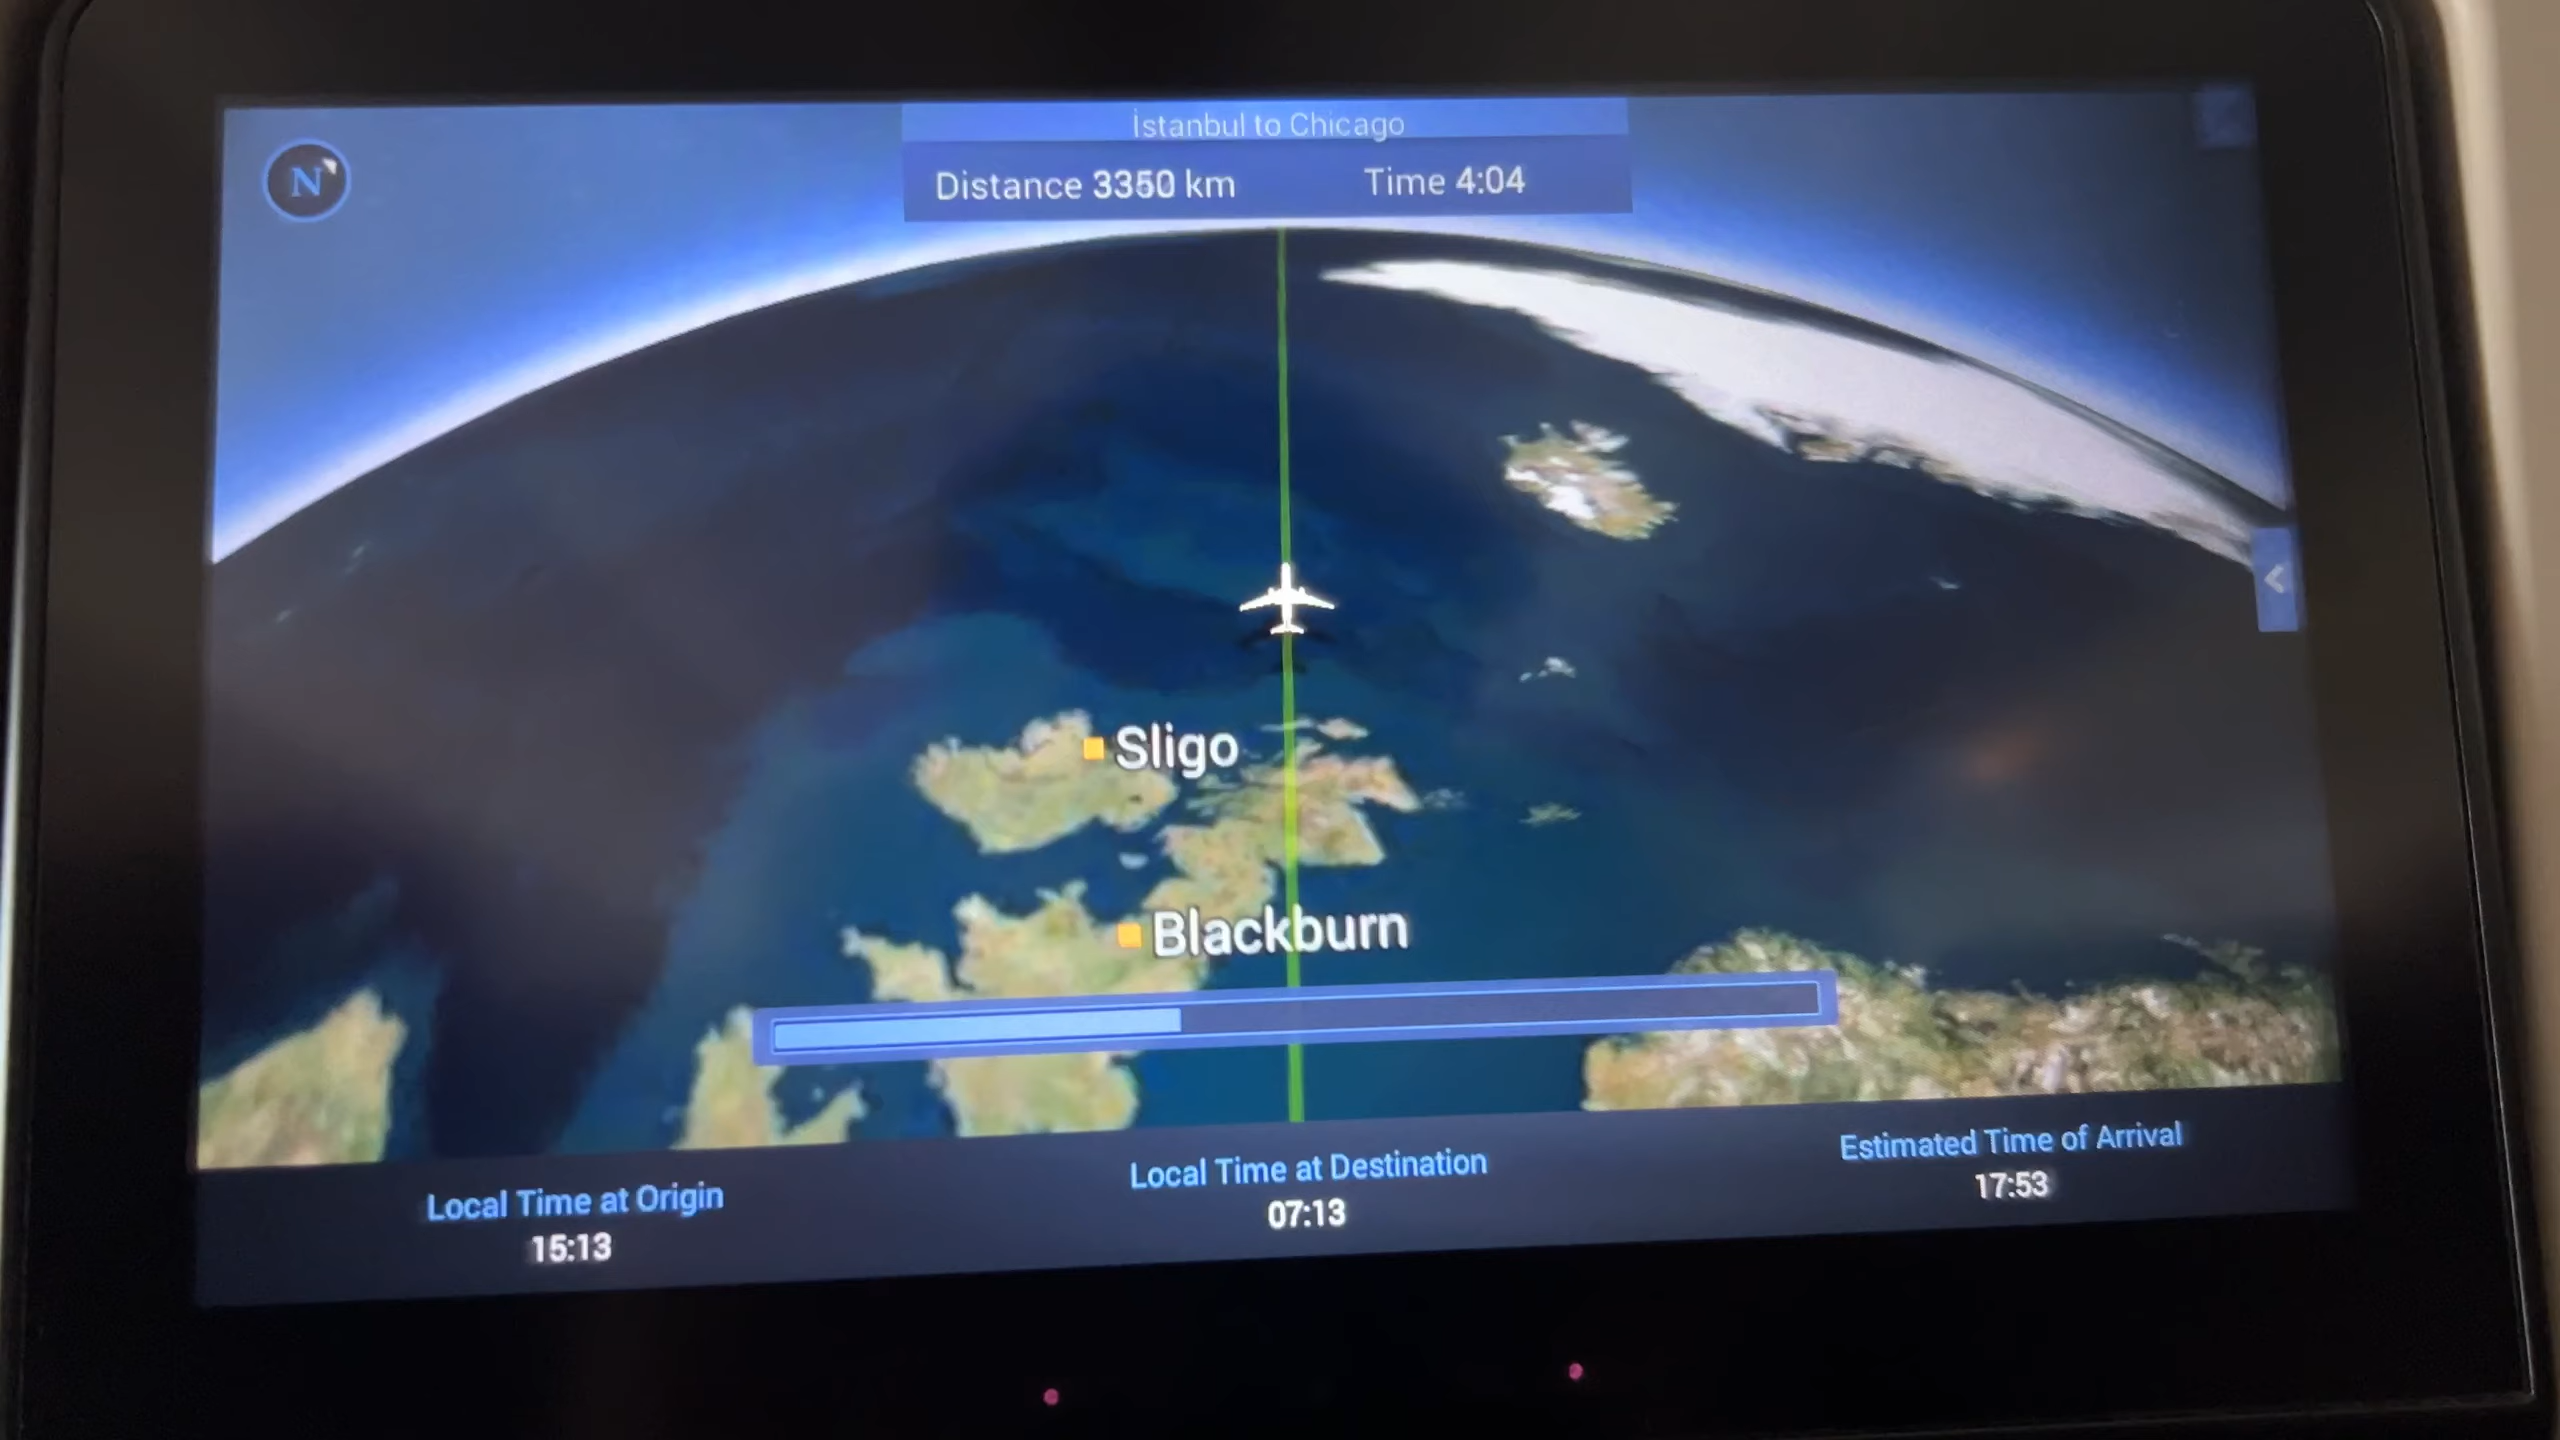 N
İstanbul to Chicago
Distance 3350 km Time 4:04
Sligo
Blackburn
Local Time at Origin
15:13
Local Time at Destination
07:13
Estimated Time of Arrival
17:53